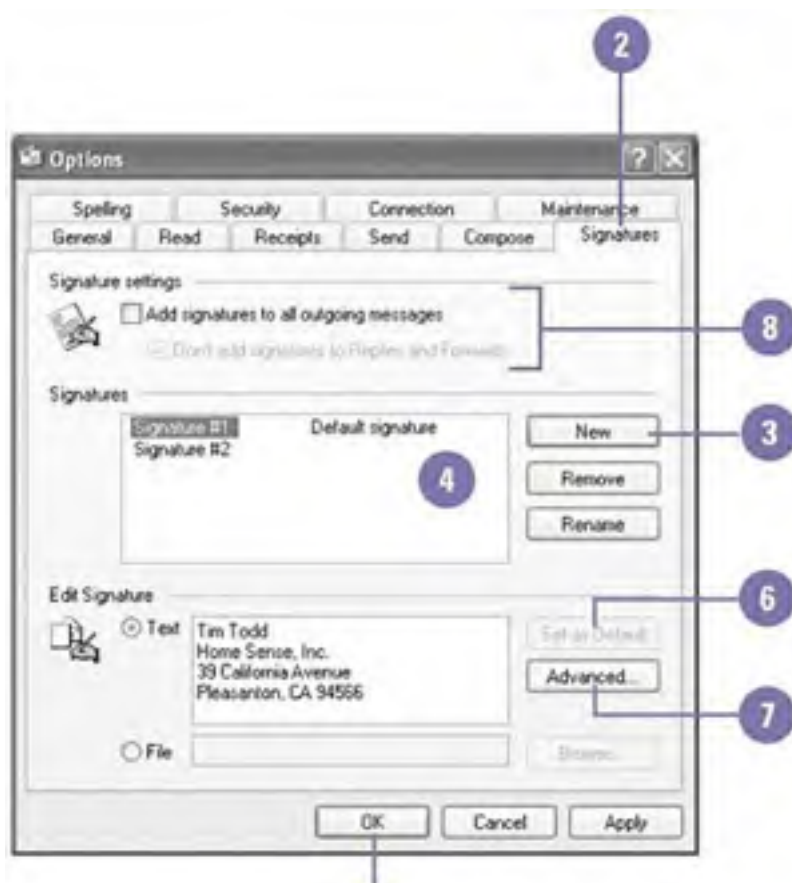 2
Options
Spelling Security Connection Maintenance
General Read Receipts Send Compose Signatures
Signature settings
Add signatures to all outgoing messages
8
Don't add signatures to Replies and Forwards
Signatures
Signature #1 Default signature
New
3
Signature #2
4
Remove
Rename
Edit Signature
6
Text
Tim Todd
Home Sense, Inc.
39 California Avenue
Pleasanton, CA 94566
Set as Default
Advanced...
7
File
Browse...
OK Cancel Apply